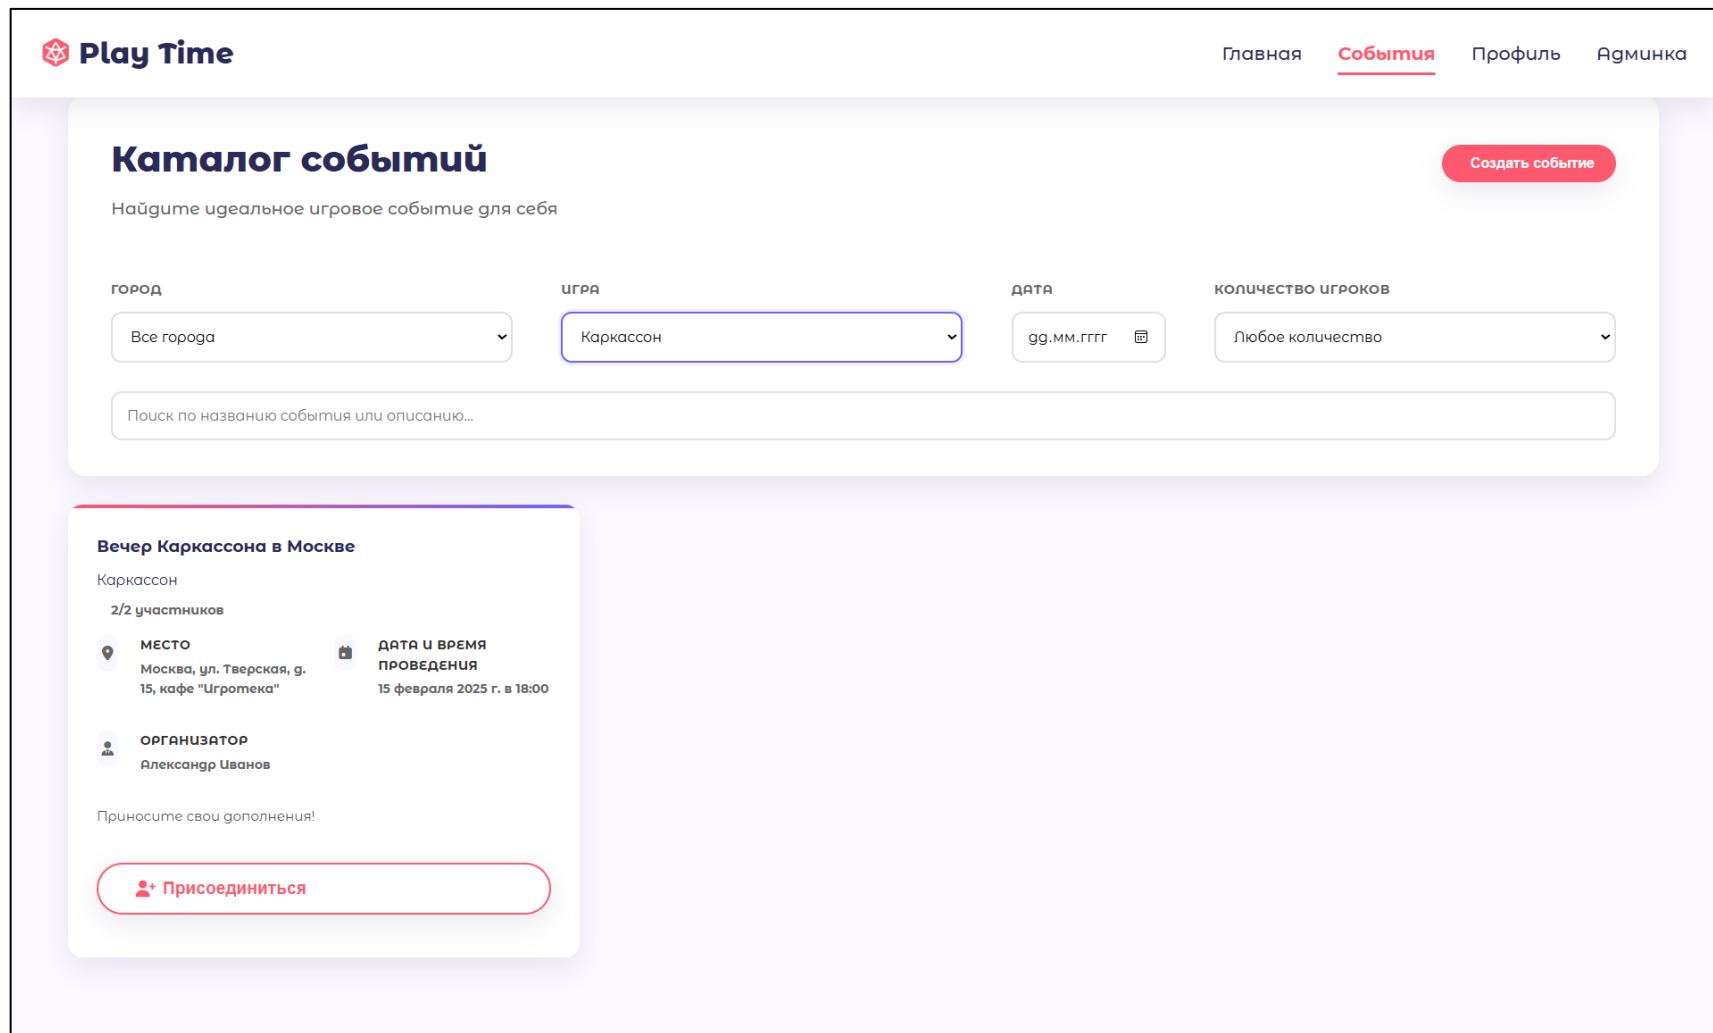 Play Time
Главная События Профиль Админка
Каталог событий
Создать событие
Найдите идеальное игровое событие для себя
ГОРОД ИГРА ДАТА КОЛИЧЕСТВО ИГРОКОВ
Все города Каркассон дд.мм.гггг Любое количество
Поиск по названию события или описанию...
Вечер Каркассона в Москве
Каркассон
2/2 участников
МЕСТО
Москва, ул. Тверская, д.
15, кафе "Игротека"
ДАТА И ВРЕМЯ
ПРОВЕДЕНИЯ
15 февраля 2025 г. в 18:00
ОРГАНИЗАТОР
Александр Иванов
Приносите свои дополнения!
Присоединиться